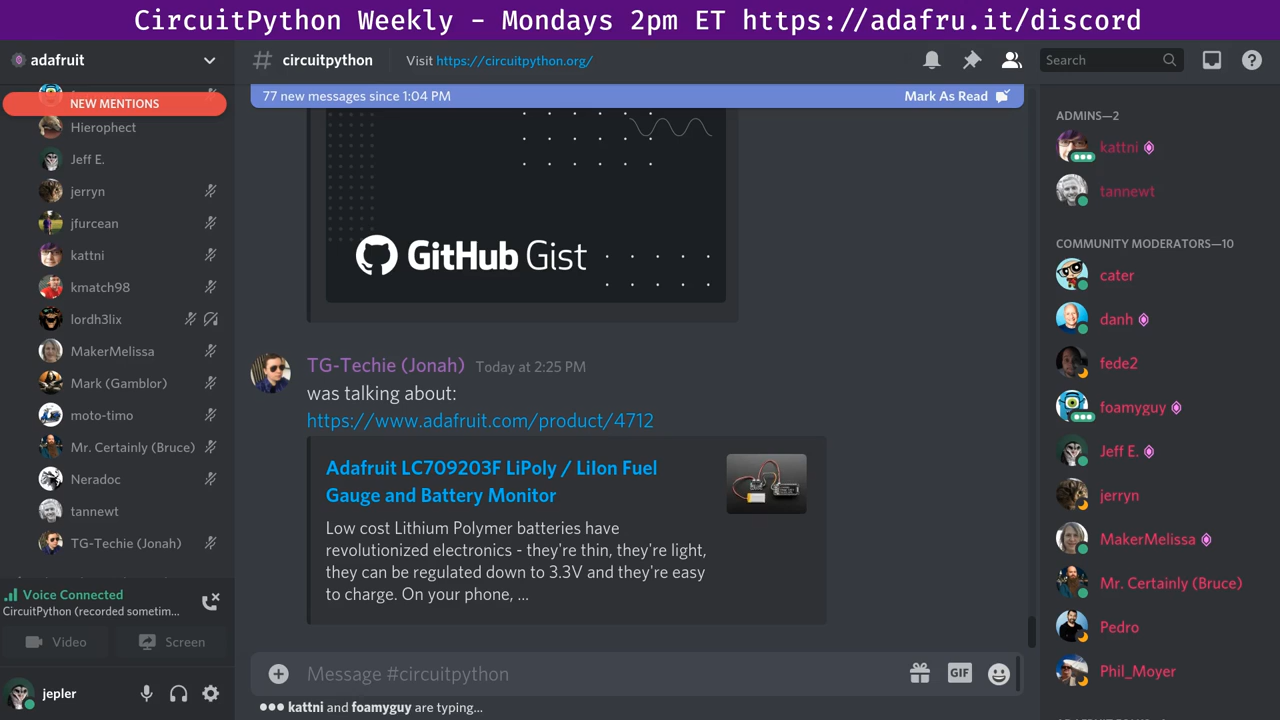 CircuitPython Weekly - Mondays 2pm ET https://adafru.it/discord
adafruit
NEW MENTIONS
Hierophect
Jeff E.
jerryn
jfurcean
kattni
kmatch98
lordh3lix
MakerMelissa
Mark (Gamblor)
moto-timo
Mr. Certainly (Bruce)
Neradoc
tannewt
TG-Techie (Jonah)
Voice Connected
CircuitPython (recorded sometim...
Video
Screen
jepler
# circuitpython
Visit https://circuitpython.org/
Search
77 new messages since 1:04 PM
Mark As Read
GitHub Gist
TG-Techie (Jonah) Today at 2:25 PM
was talking about:
https://www.adafruit.com/product/4712
Adafruit LC709203F LiPoly / LiIon Fuel
Gauge and Battery Monitor
Low cost Lithium Polymer batteries have
revolutionized electronics - they're thin, they're light,
they can be regulated down to 3.3V and they're easy
to charge. On your phone, ...
Message #circuitpython
GIF
kattni and foamyguy are typing...
ADMINS—2
kattni
tannewt
COMMUNITY MODERATORS—10
cater
danh
fede2
foamyguy
Jeff E.
jerryn
MakerMelissa
Mr. Certainly (Bruce)
Pedro
Phil_Moyer